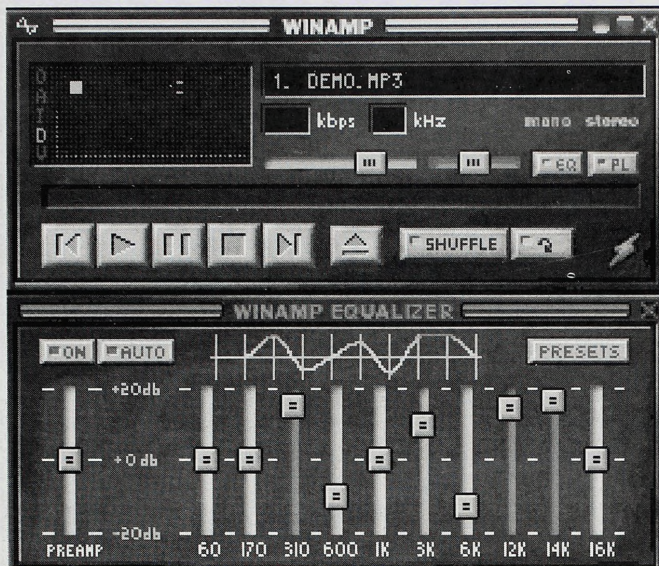 WINAMP
O
A
I
D
V
1. DEMO.MP3
kbps kHz mono stereo
EQ PL
SHUFFLE
WINAMP EQUALIZER
ON AUTO PRESETS
+20db
+0 db
-20db
PREAMP 60 170 310 600 1K 3K 6K 12K 14K 16K